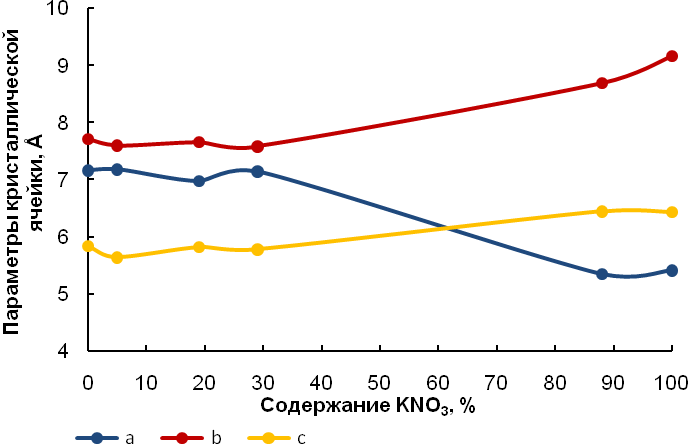 Параметры кристаллической
ячейки, Å
10
9
8
7
6
5
4
0 10 20 30 40 50 60 70 80 90 100
Содержание KNO₃, %
a b c